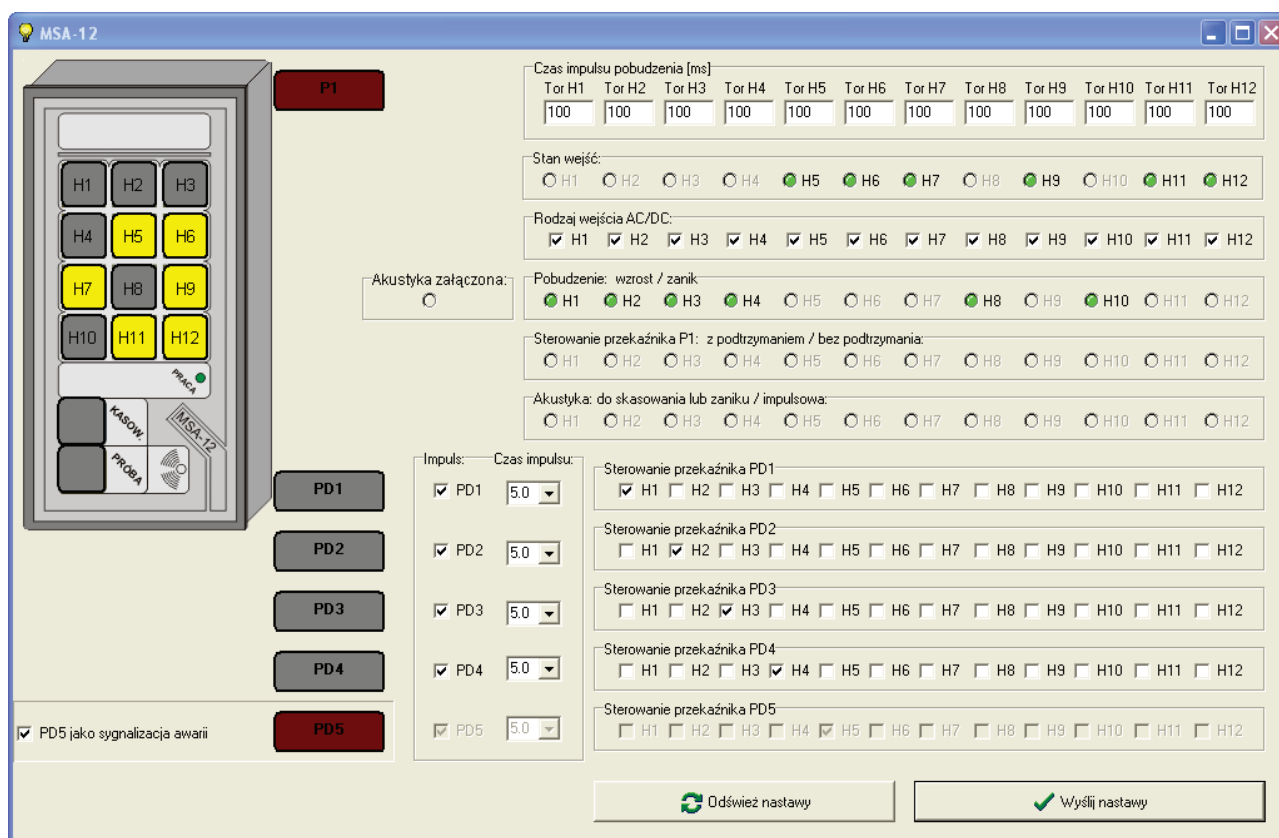 MSA-12
P1
Czas impulsu pobudzenia [ms]
Tor H1 Tor H2 Tor H3 Tor H4 Tor H5 Tor H6 Tor H7 Tor H8 Tor H9 Tor H10 Tor H11 Tor H12
100 100 100 100 100 100 100 100 100 100 100 100
Stan wejść:
H1 H2 H3 H4 H5 H6 H7 H8 H9 H10 H11 H12
Rodzaj wejścia AC/DC:
H1 H2 H3 H4 H5 H6 H7 H8 H9 H10 H11 H12
Akustyka załączona:
Pobudzenie: wzrost / zanik
H1 H2 H3 H4 H5 H6 H7 H8 H9 H10 H11 H12
Sterowanie przekaźnika P1: z podtrzymaniem / bez podtrzymania:
H1 H2 H3 H4 H5 H6 H7 H8 H9 H10 H11 H12
Akustyka: do skasowania lub zaniku / impulsowa:
H1 H2 H3 H4 H5 H6 H7 H8 H9 H10 H11 H12
H1 H2 H3
H4 H5 H6
H7 H8 H9
H10 H11 H12
PRACA
KASOW.
MSA-12
PRÓBA
Impuls: Czas impulsu:
PD1
PD1 5.0
Sterowanie przekaźnika PD1
H1 H2 H3 H4 H5 H6 H7 H8 H9 H10 H11 H12
PD2
PD2 5.0
Sterowanie przekaźnika PD2
H1 H2 H3 H4 H5 H6 H7 H8 H9 H10 H11 H12
PD3
PD3 5.0
Sterowanie przekaźnika PD3
H1 H2 H3 H4 H5 H6 H7 H8 H9 H10 H11 H12
PD4
PD4 5.0
Sterowanie przekaźnika PD4
H1 H2 H3 H4 H5 H6 H7 H8 H9 H10 H11 H12
PD5 jako sygnalizacja awarii
PD5
PD5 5.0
Sterowanie przekaźnika PD5
H1 H2 H3 H4 H5 H6 H7 H8 H9 H10 H11 H12
Odśwież nastawy
Wyślij nastawy